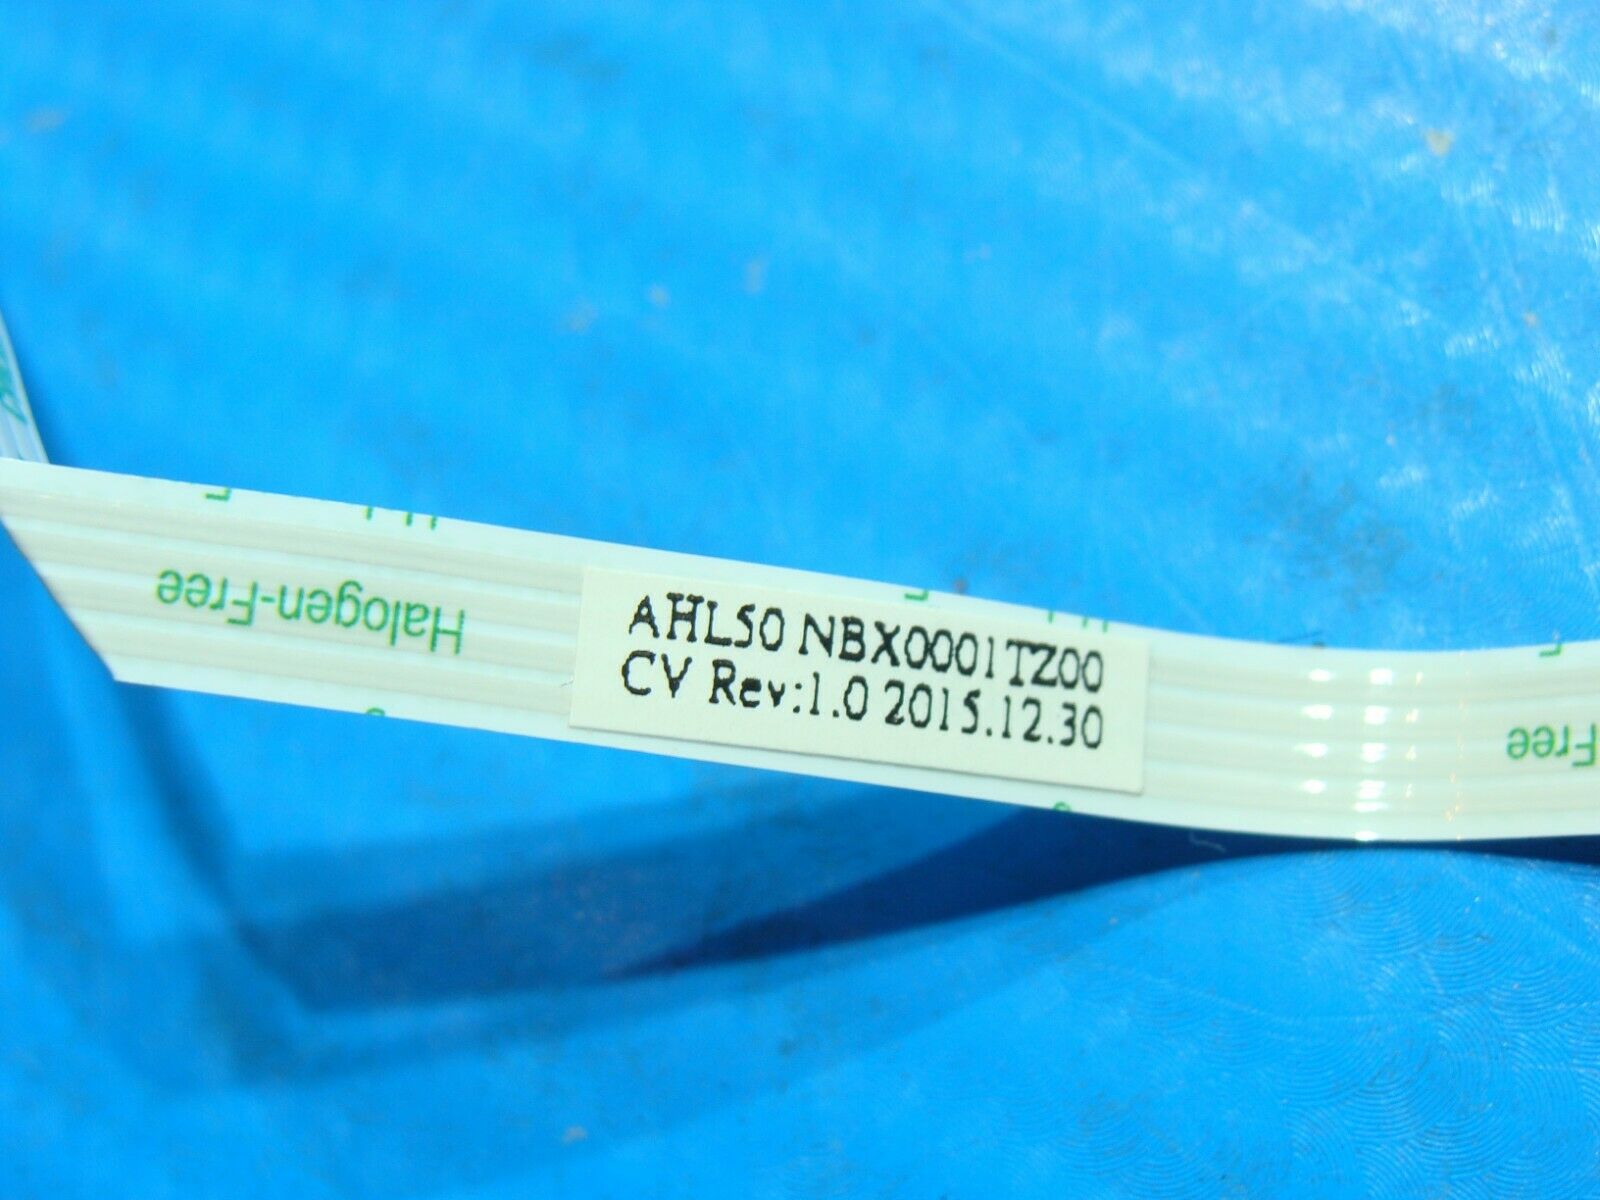 Halogen-Free
AHL50 NBX0001TZ00
CV Rev:1.0 2015.12.30
Free